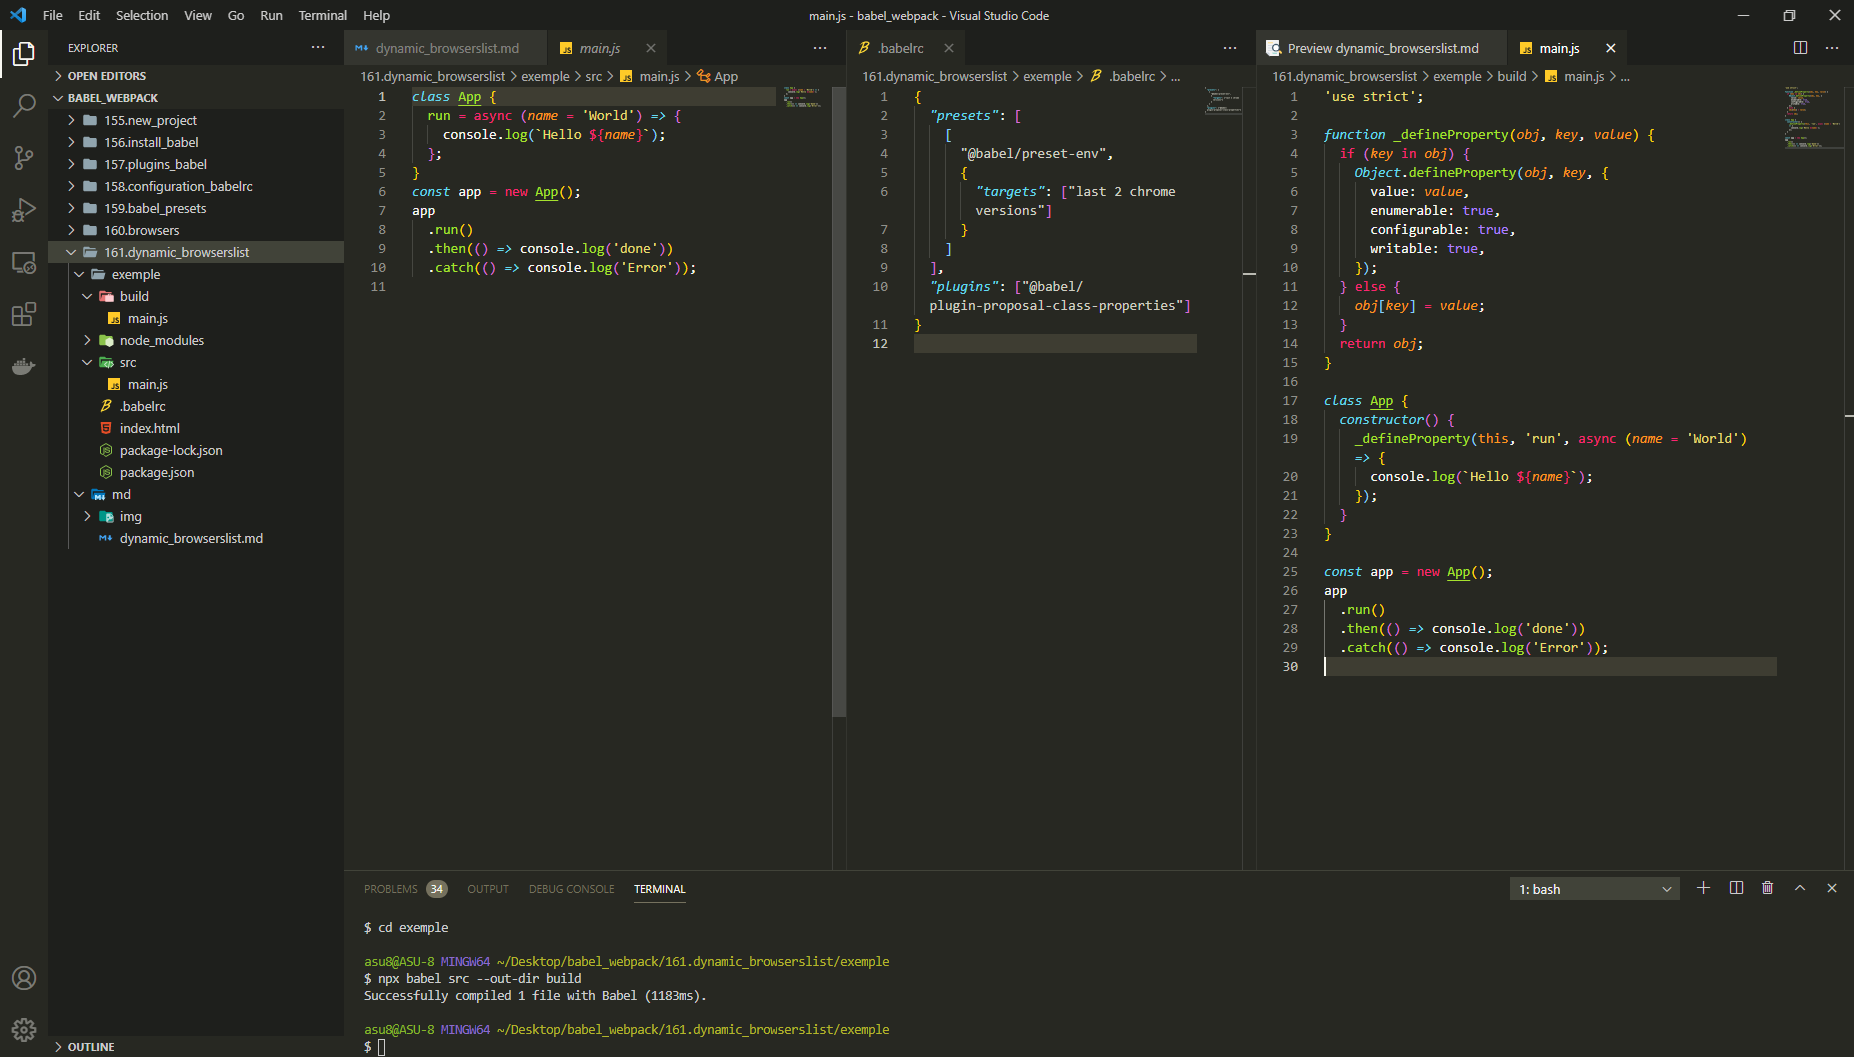 File Edit Selection View Go Run Terminal Help
main.js - babel_webpack - Visual Studio Code
EXPLORER
OPEN EDITORS
BABEL_WEBPACK
155.new_project
156.install_babel
157.plugins_babel
158.configuration_babelrc
159.babel_presets
160.browsers
161.dynamic_browserslist
exemple
build
main.js
node_modules
src
main.js
.babelrc
index.html
package-lock.json
package.json
md
img
dynamic_browserslist.md
OUTLINE
dynamic_browserslist.md main.js
161.dynamic_browserslist > exemple > src > main.js > App
1 class App {
2 run = async (name = 'World') => {
3 console.log(`Hello ${name}`);
4 };
5 }
6 const app = new App();
7 app
8 .run()
9 .then(() => console.log('done'))
10 .catch(() => console.log('Error'));
11
.babelrc
161.dynamic_browserslist > exemple > .babelrc > ...
1 {
2 "presets": [
3 [
4 "@babel/preset-env",
5 {
6 "targets": ["last 2 chrome
versions"]
7 }
8 ]
9 ],
10 "plugins": ["@babel/
plugin-proposal-class-properties"]
11 }
12
Preview dynamic_browserslist.md main.js
161.dynamic_browserslist > exemple > build > main.js > ...
1 'use strict';
2
3 function _defineProperty(obj, key, value) {
4 if (key in obj) {
5 Object.defineProperty(obj, key, {
6 value: value,
7 enumerable: true,
8 configurable: true,
9 writable: true,
10 });
11 } else {
12 obj[key] = value;
13 }
14 return obj;
15 }
16
17 class App {
18 constructor() {
19 _defineProperty(this, 'run', async (name = 'World')
=> {
20 console.log(`Hello ${name}`);
21 });
22 }
23 }
24
25 const app = new App();
26 app
27 .run()
28 .then(() => console.log('done'))
29 .catch(() => console.log('Error'));
30
PROBLEMS 34 OUTPUT DEBUG CONSOLE TERMINAL
1: bash
$ cd exemple
asu8@ASU-8 MINGW64 ~/Desktop/babel_webpack/161.dynamic_browserslist/exemple
$ npx babel src --out-dir build
Successfully compiled 1 file with Babel (1183ms).
asu8@ASU-8 MINGW64 ~/Desktop/babel_webpack/161.dynamic_browserslist/exemple
$